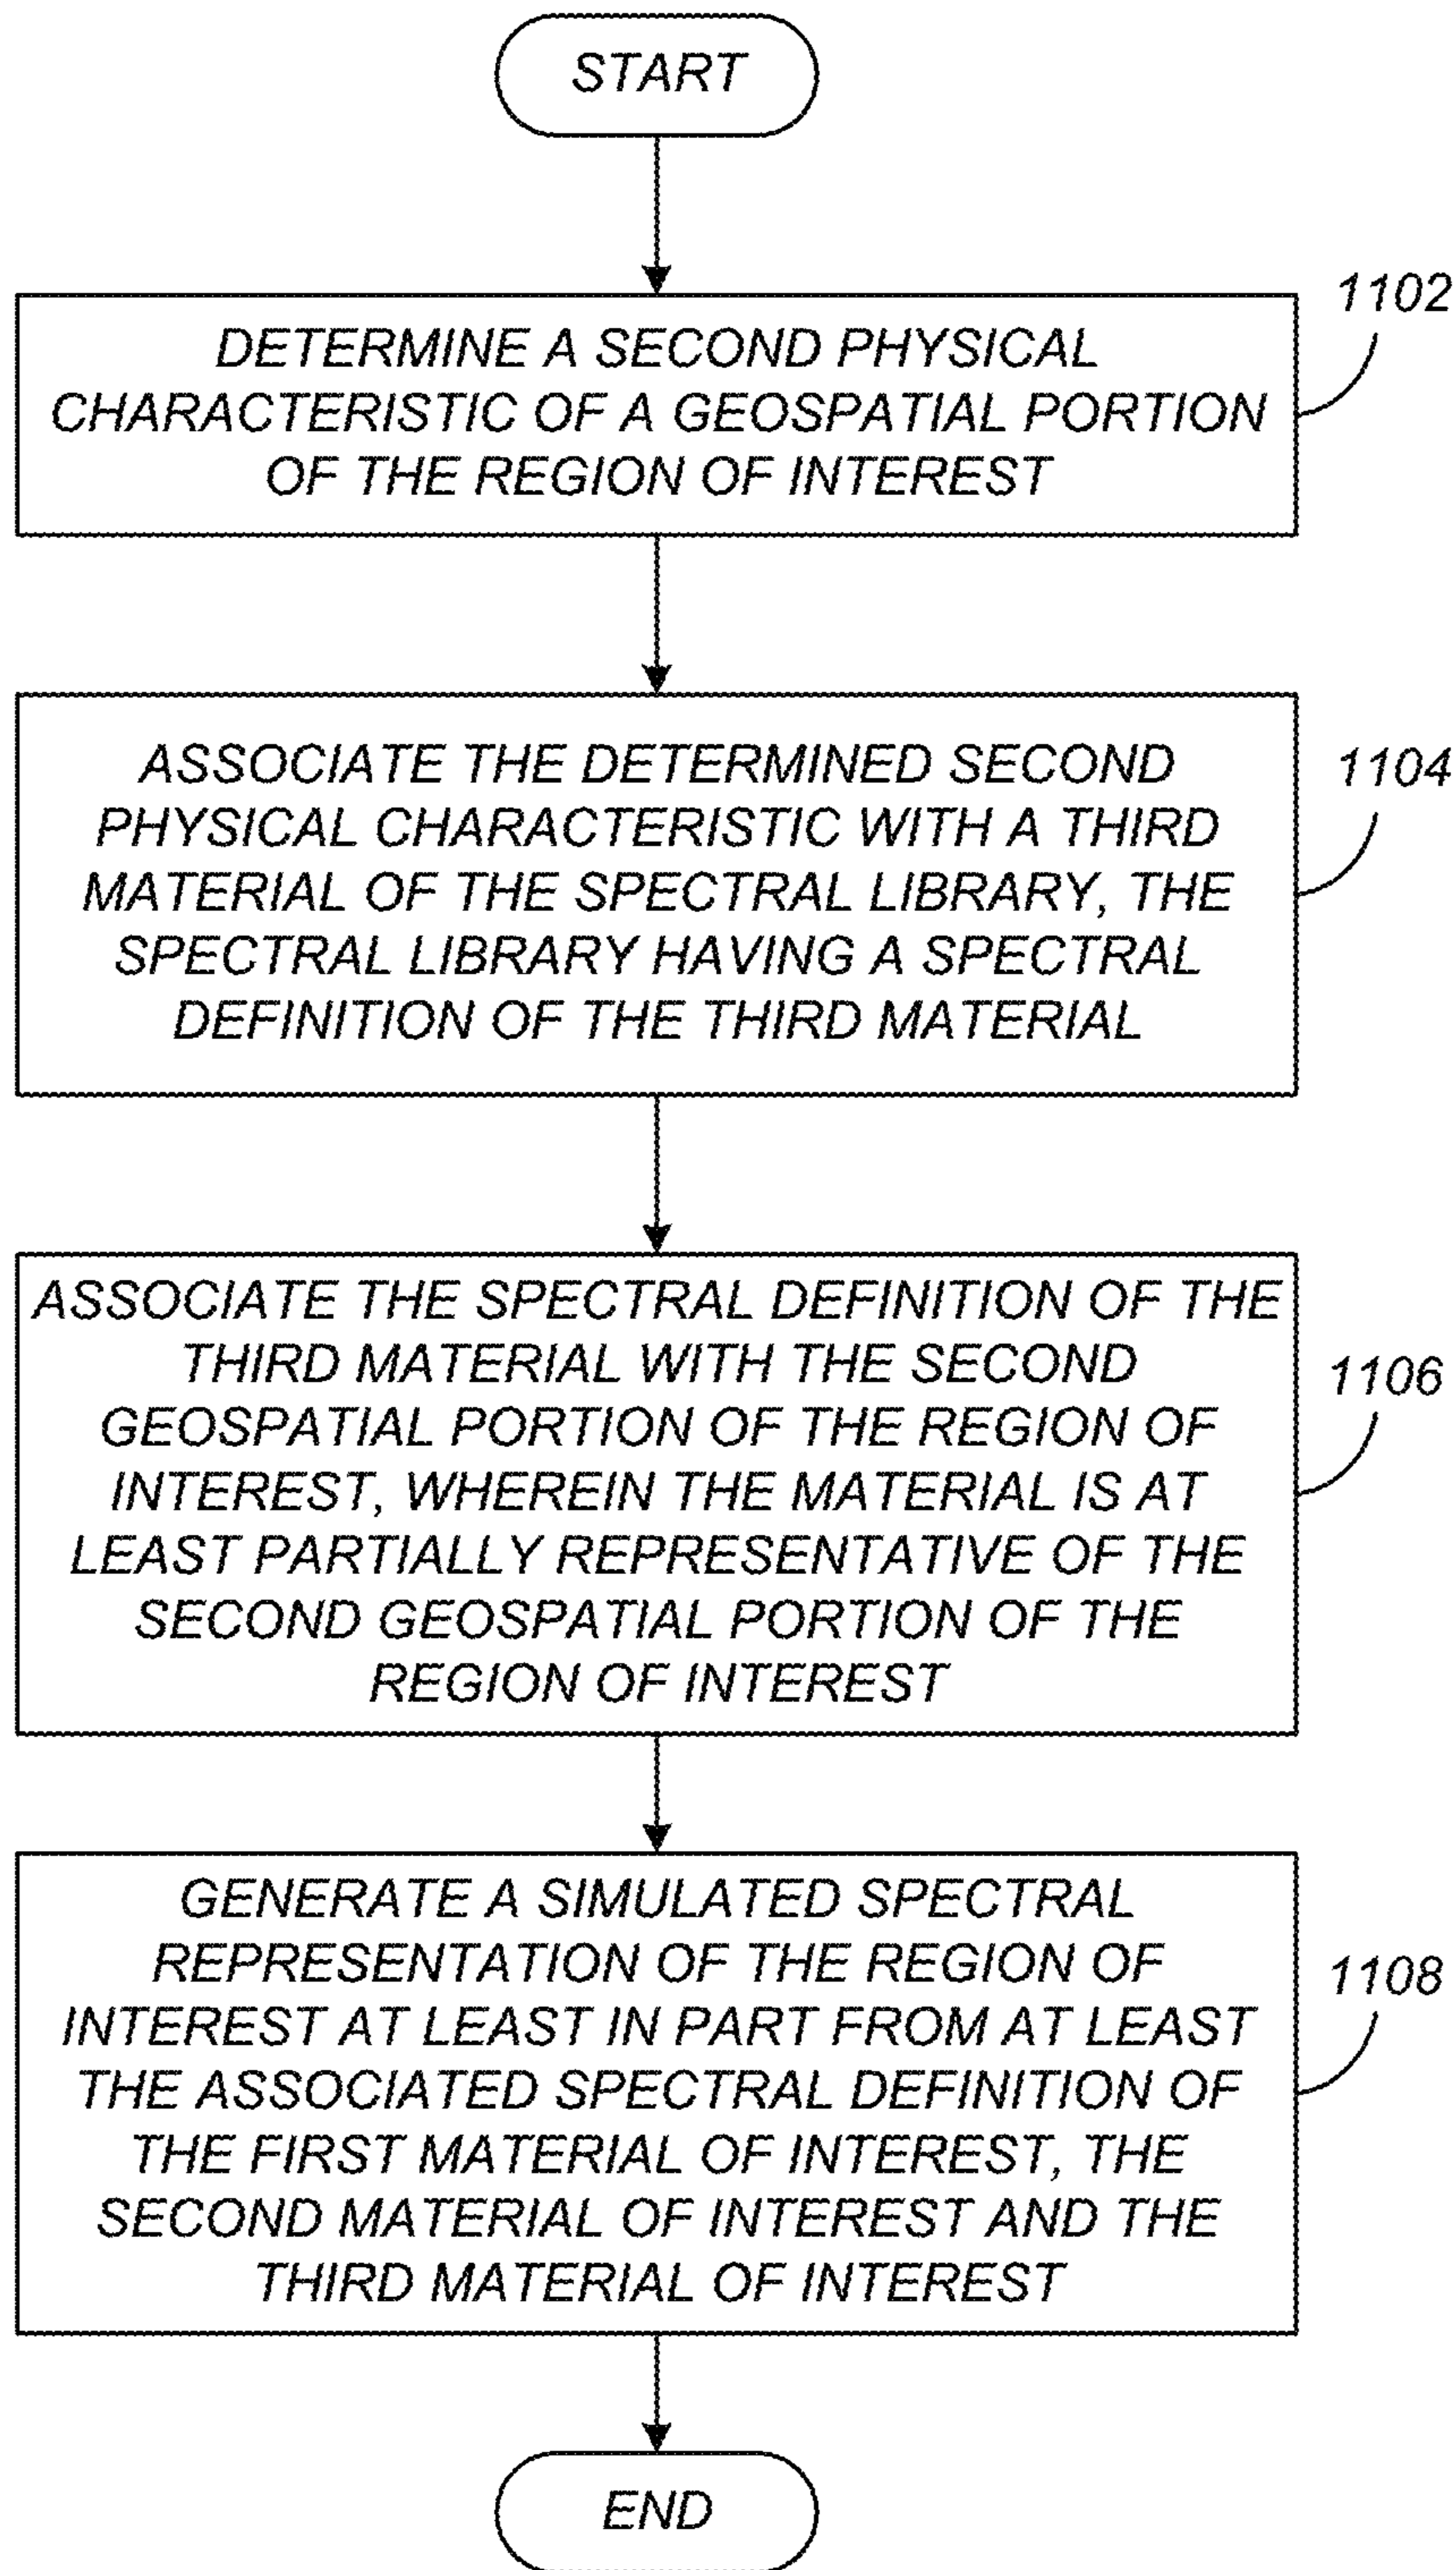 START
1102
DETERMINE A SECOND PHYSICAL
CHARACTERISTIC OF A GEOSPATIAL PORTION
OF THE REGION OF INTEREST
1104
ASSOCIATE THE DETERMINED SECOND
PHYSICAL CHARACTERISTIC WITH A THIRD
MATERIAL OF THE SPECTRAL LIBRARY, THE
SPECTRAL LIBRARY HAVING A SPECTRAL
DEFINITION OF THE THIRD MATERIAL
1106
ASSOCIATE THE SPECTRAL DEFINITION OF THE
THIRD MATERIAL WITH THE SECOND
GEOSPATIAL PORTION OF THE REGION OF
INTEREST, WHEREIN THE MATERIAL IS AT
LEAST PARTIALLY REPRESENTATIVE OF THE
SECOND GEOSPATIAL PORTION OF THE
REGION OF INTEREST
1108
GENERATE A SIMULATED SPECTRAL
REPRESENTATION OF THE REGION OF
INTEREST AT LEAST IN PART FROM AT LEAST
THE ASSOCIATED SPECTRAL DEFINITION OF
THE FIRST MATERIAL OF INTEREST, THE
SECOND MATERIAL OF INTEREST AND THE
THIRD MATERIAL OF INTEREST
END